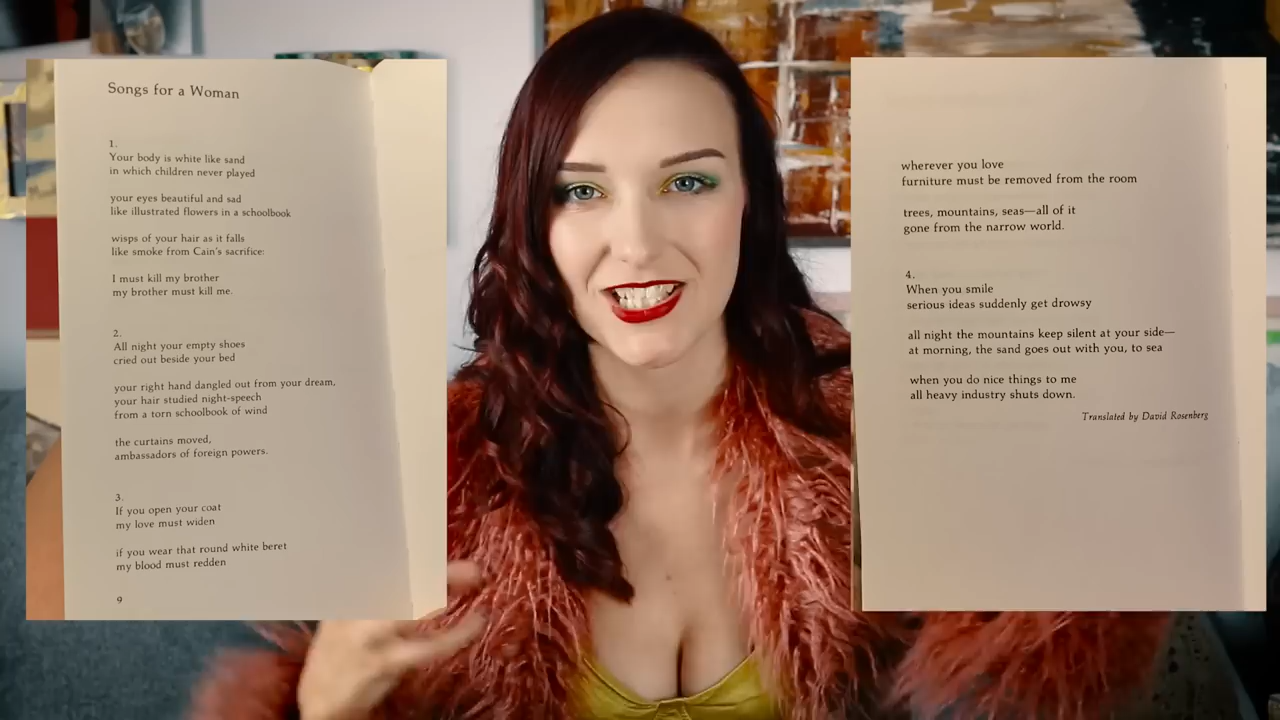 Songs for a Woman
1.
Your body is white like sand
in which children never played
your eyes beautiful and sad
like illustrated flowers in a schoolbook
wisps of your hair as it falls
like smoke from Cain's sacrifice:
I must kill my brother
my brother must kill me.
2.
All night your empty shoes
cried out beside your bed
your right hand dangled out from your dream,
your hair studied night-speech
from a torn schoolbook of wind
the curtains moved,
ambassadors of foreign powers.
3.
If you open your coat
my love must widen
if you wear that round white beret
my blood must redden
9
wherever you love
furniture must be removed from the room
trees, mountains, seas—all of it
gone from the narrow world.
4.
When you smile
serious ideas suddenly get drowsy
all night the mountains keep silent at your side—
at morning, the sand goes out with you, to sea
when you do nice things to me
all heavy industry shuts down.
Translated by David Rosenberg